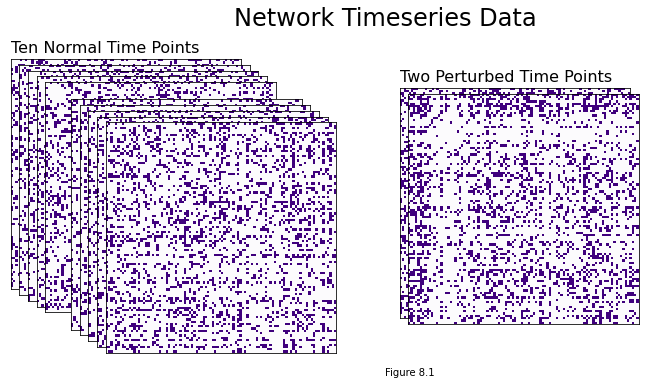 Network Timeseries Data
Ten Normal Time Points
Two Perturbed Time Points
Figure 8.1